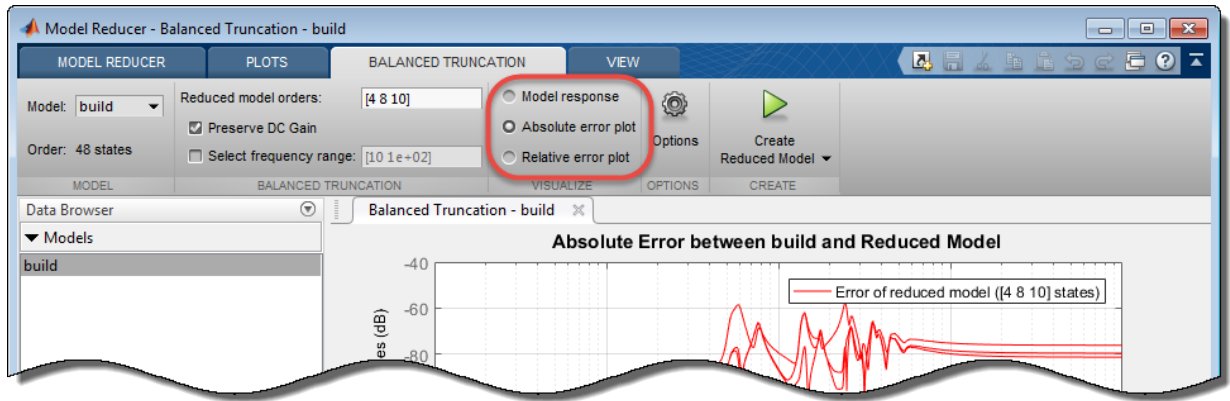 Model Reducer - Balanced Truncation - build
MODEL REDUCER PLOTS BALANCED TRUNCATION VIEW
Model: build
Order: 48 states
MODEL
Reduced model orders: [4 8 10]
Preserve DC Gain
Select frequency range: [10 1e+02]
BALANCED TRUNCATION
Model response
Absolute error plot
Relative error plot
VISUALIZE
Options
OPTIONS
Create
Reduced Model
CREATE
Data Browser
Models
build
Balanced Truncation - build
Absolute Error between build and Reduced Model
Error of reduced model ([4 8 10] states)
-40
-60
-80
es (dB)